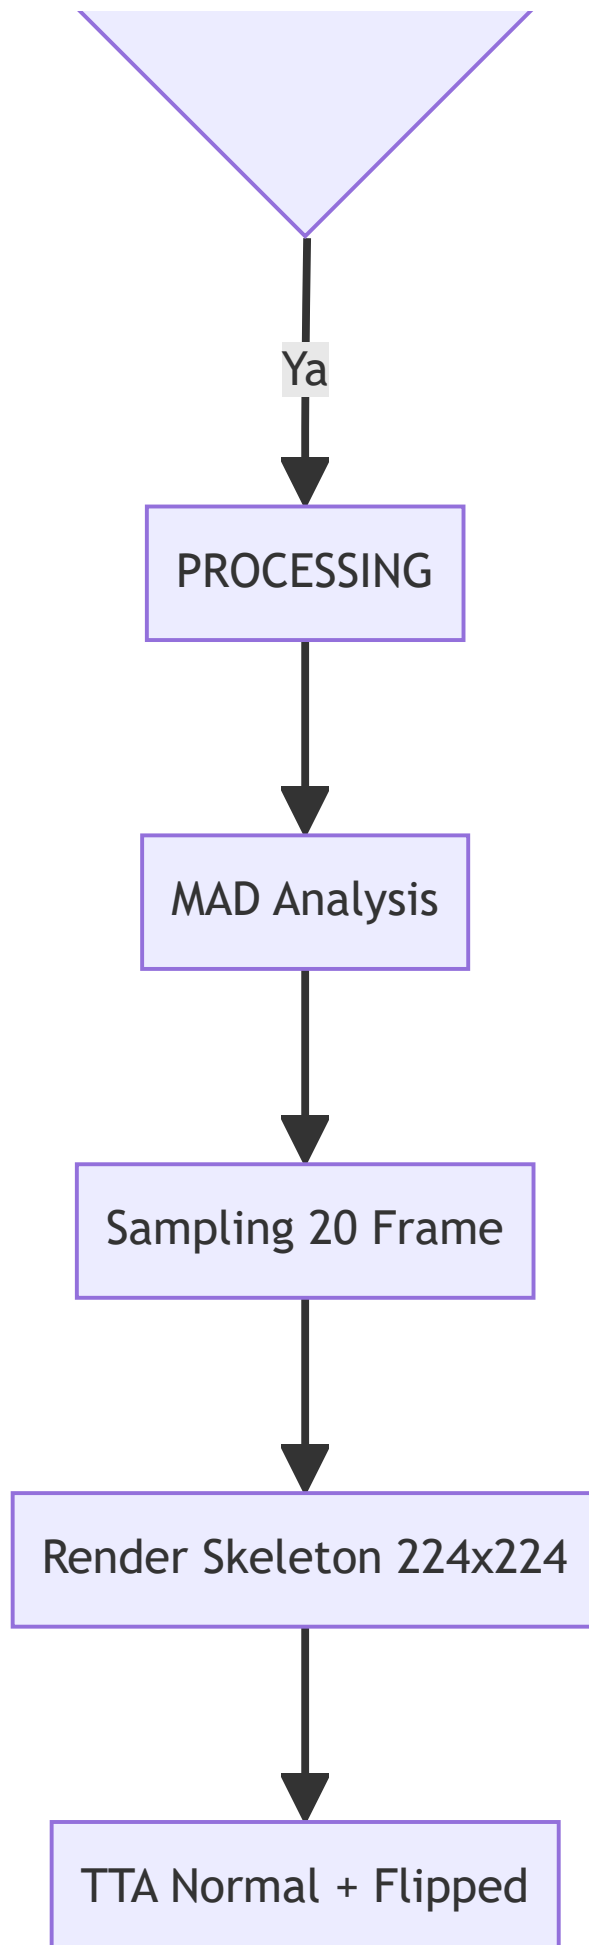 Ya
PROCESSING
MAD Analysis
Sampling 20 Frame
Render Skeleton 224x224
TTA Normal + Flipped